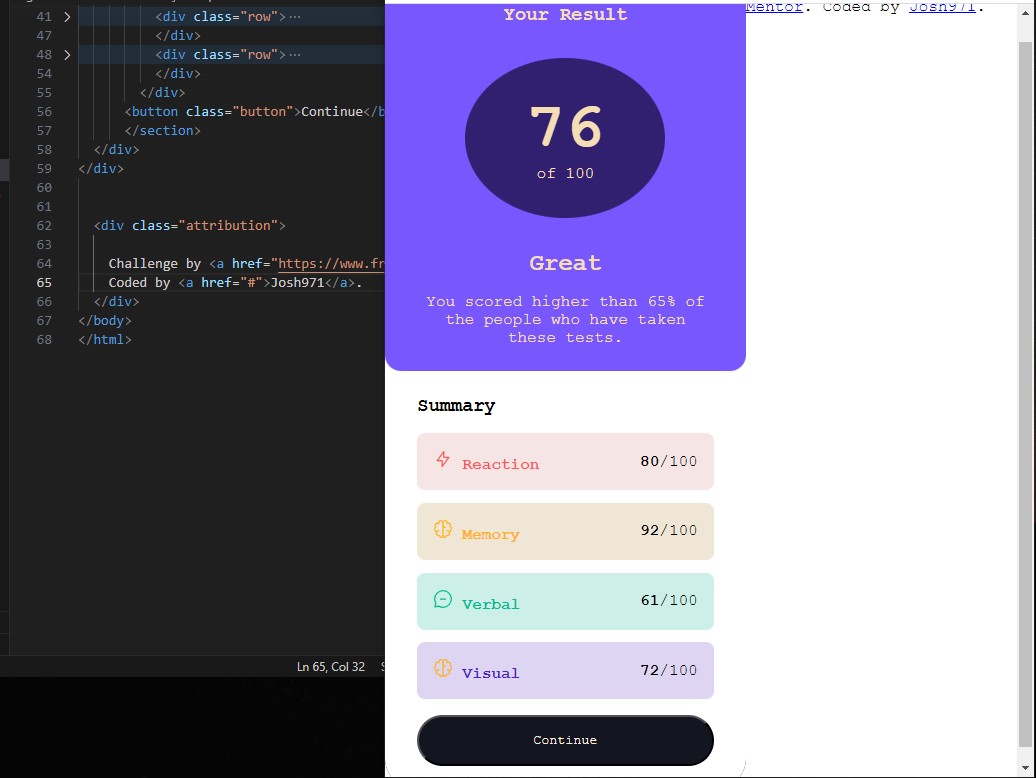 41 <div class="row">···
47 </div>
48 <div class="row">···
54 </div>
55 </div>
56 <button class="button">Continue</b
57 </section>
58 </div>
59 </div>
60
61
62 <div class="attribution">
63
64 Challenge by <a href="https://www.fr
65 Coded by <a href="#">Josh971</a>.
66 </div>
67 </body>
68 </html>
Ln 65, Col 32
Mentor. Coded by Josh971.
Your Result
76
of 100
Great
You scored higher than 65% of
the people who have taken
these tests.
Summary
Reaction 80/100
Memory 92/100
Verbal 61/100
Visual 72/100
Continue